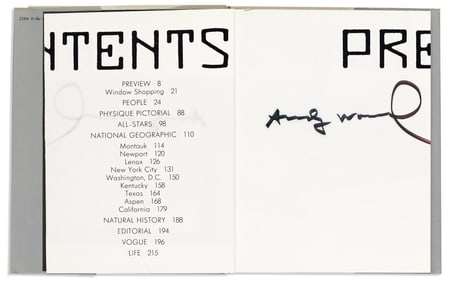 NTENTS
PREVIEW 8
Window Shopping 21
PEOPLE 24
PHYSIQUE PICTORIAL 88
ALL-STARS 98
NATIONAL GEOGRAPHIC 110
Montauk 114
Newport 120
Lenox 126
New York City 131
Washington, D.C. 150
Kentucky 158
Texas 164
Aspen 168
California 179
NATURAL HISTORY 188
EDITORIAL 194
VOGUE 196
LIFE 215
PRE
Andy Warhol